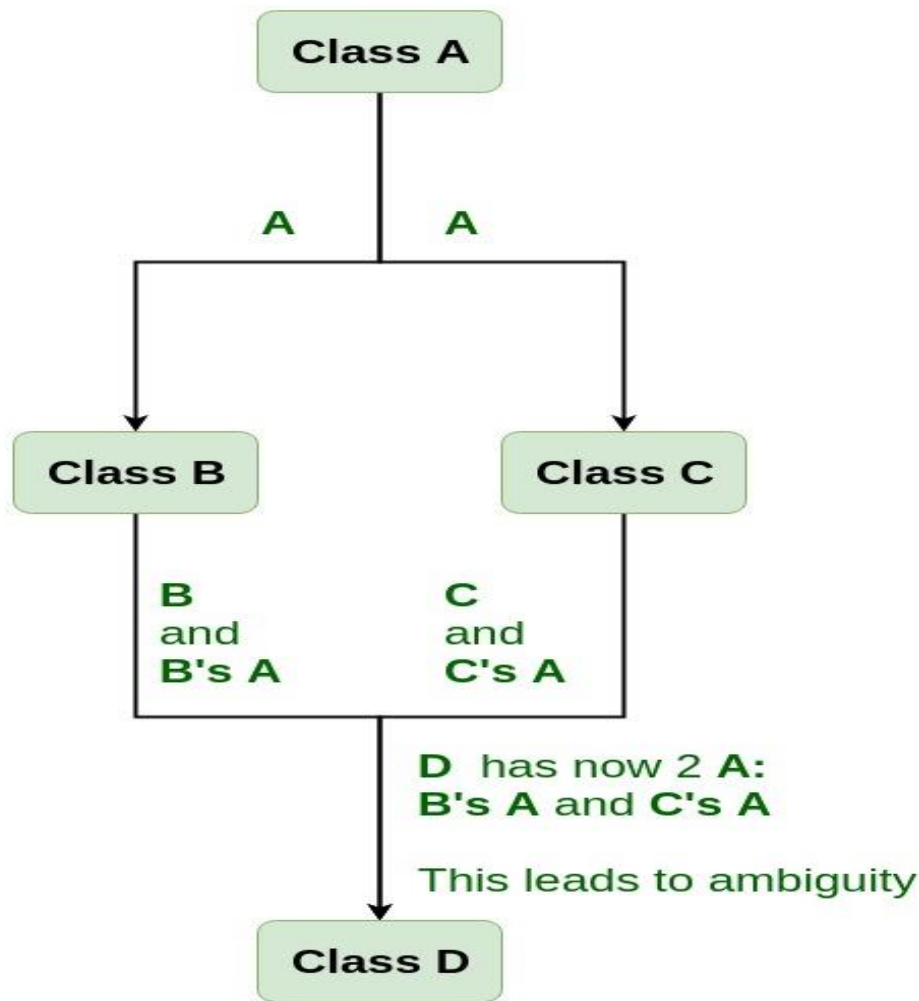 Class A
A
A
Class B
Class C
B
and
B's A
C
and
C's A
D has now 2 A:
B's A and C's A
This leads to ambiguity
Class D